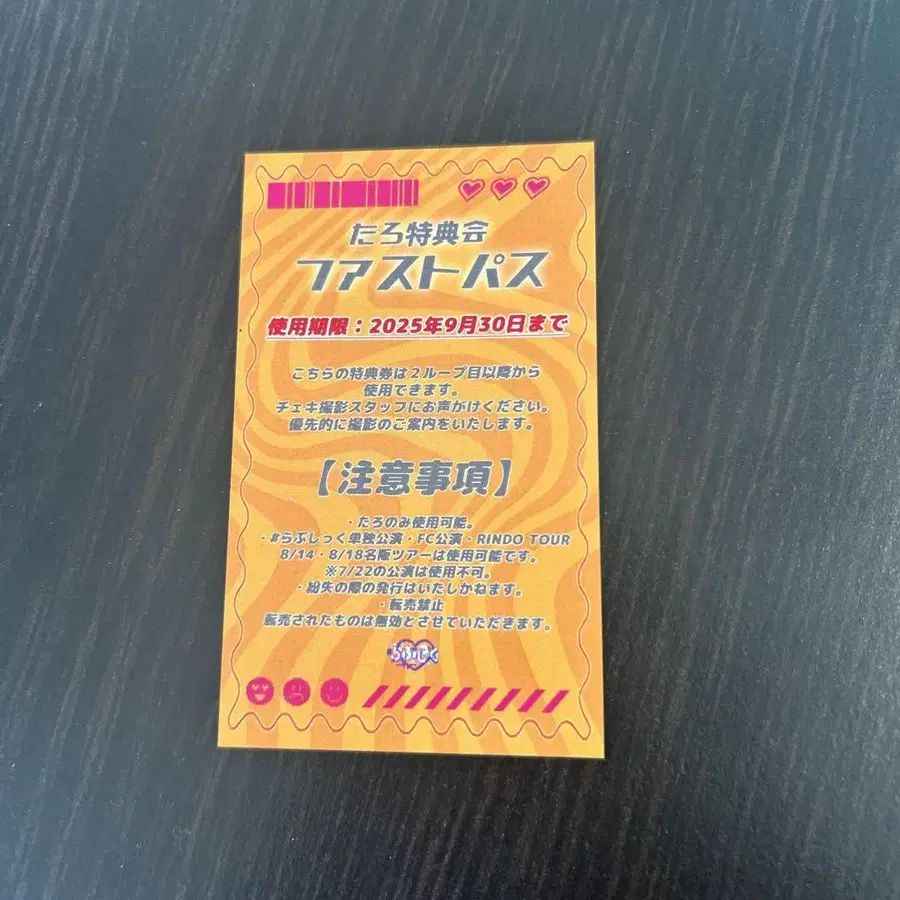 たろ特典会
ファストパス
使用期限：2025年9月30日まで
こちらの特典券は２ループ目以降から
使用できます。
チェキ撮影スタッフにお声がけください。
優先的に撮影のご案内をいたします。
【注意事項】
・たろのみ使用可能。
・#らぶしっく単独公演・FC公演・RINDO TOUR
8/14・8/18名阪ツアーは使用可能です。
※7/22の公演は使用不可。
・紛失の際の発行はいたしかねます。
・転売禁止
転売されたものは無効とさせていただきます。